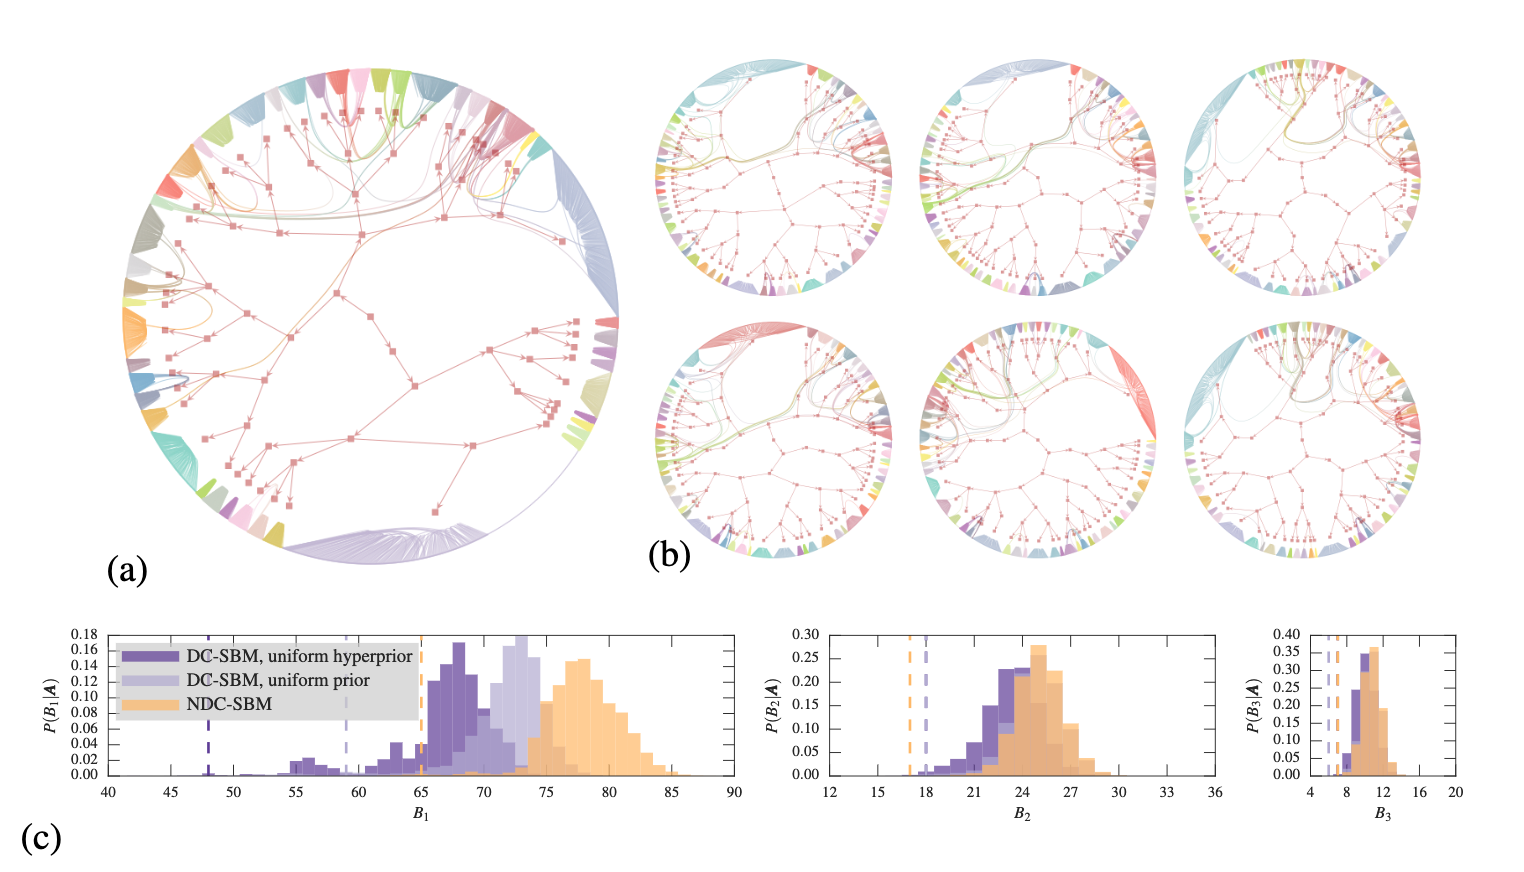 (a)
(b)
0.18
0.16
0.14
0.12
0.10
0.08
0.06
0.04
0.02
0.00
P(B₁|A)
DC-SBM, uniform hyperprior
DC-SBM, uniform prior
NDC-SBM
40 45 50 55 60 65 70 75 80 85 90
B₁
0.30
0.25
0.20
0.15
0.10
0.05
0.00
P(B₂|A)
12 15 18 21 24 27 30 33 36
B₂
0.40
0.35
0.30
0.25
0.20
0.15
0.10
0.05
0.00
P(B₃|A)
4 8 12 16 20
B₃
(c)